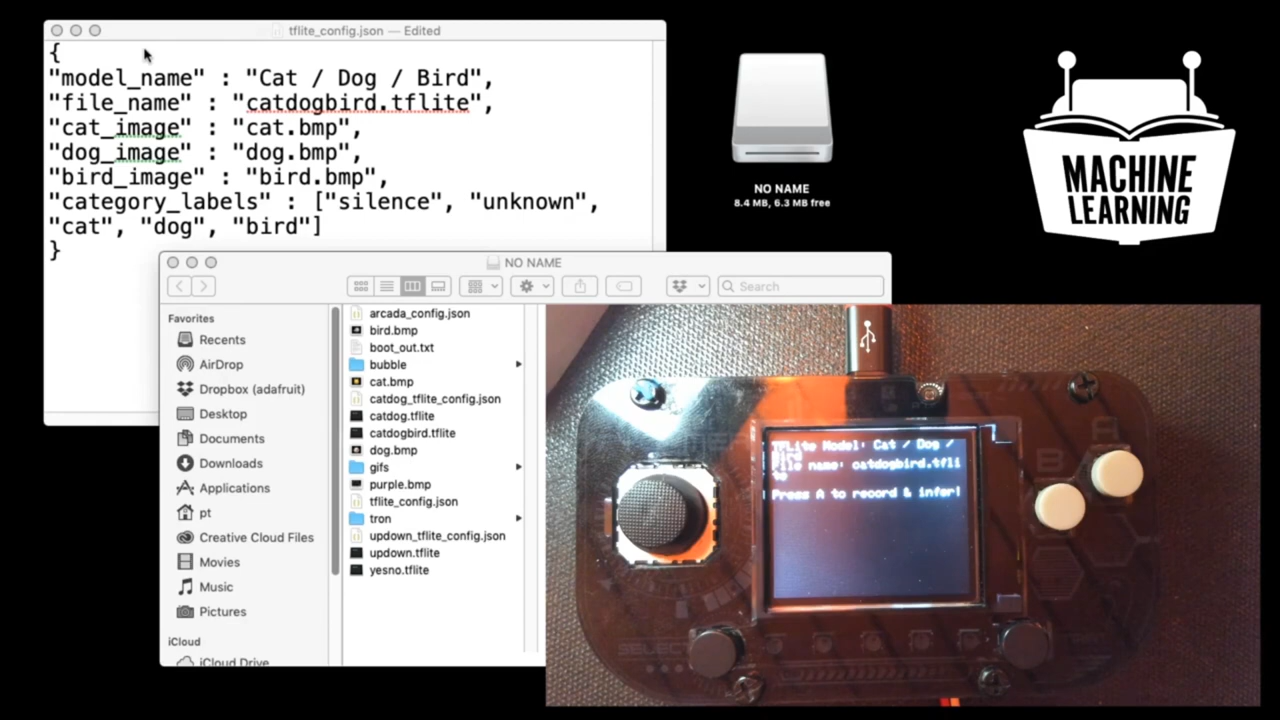 tflite_config.json — Edited
{
"model_name" : "Cat / Dog / Bird",
"file_name" : "catdogbird.tflite",
"cat_image" : "cat.bmp",
"dog_image" : "dog.bmp",
"bird_image" : "bird.bmp",
"category_labels" : ["silence", "unknown",
"cat", "dog", "bird"]
}
NO NAME
8.4 MB, 6.3 MB free
MACHINE
LEARNING
NO NAME
Search
Favorites
Recents
AirDrop
Dropbox (adafruit)
Desktop
Documents
Downloads
Applications
pt
Creative Cloud Files
Movies
Music
Pictures
iCloud
iCloud Drive
arcada_config.json
bird.bmp
boot_out.txt
bubble
cat.bmp
catdog_tflite_config.json
catdog.tflite
catdogbird.tflite
dog.bmp
gifs
purple.bmp
tflite_config.json
tron
updown_tflite_config.json
updown.tflite
yesno.tflite
TFLite Model: Cat / Dog /
Bird
File name: catdogbird.tfli
te
Press A to record & infer!
B
A
SELECT